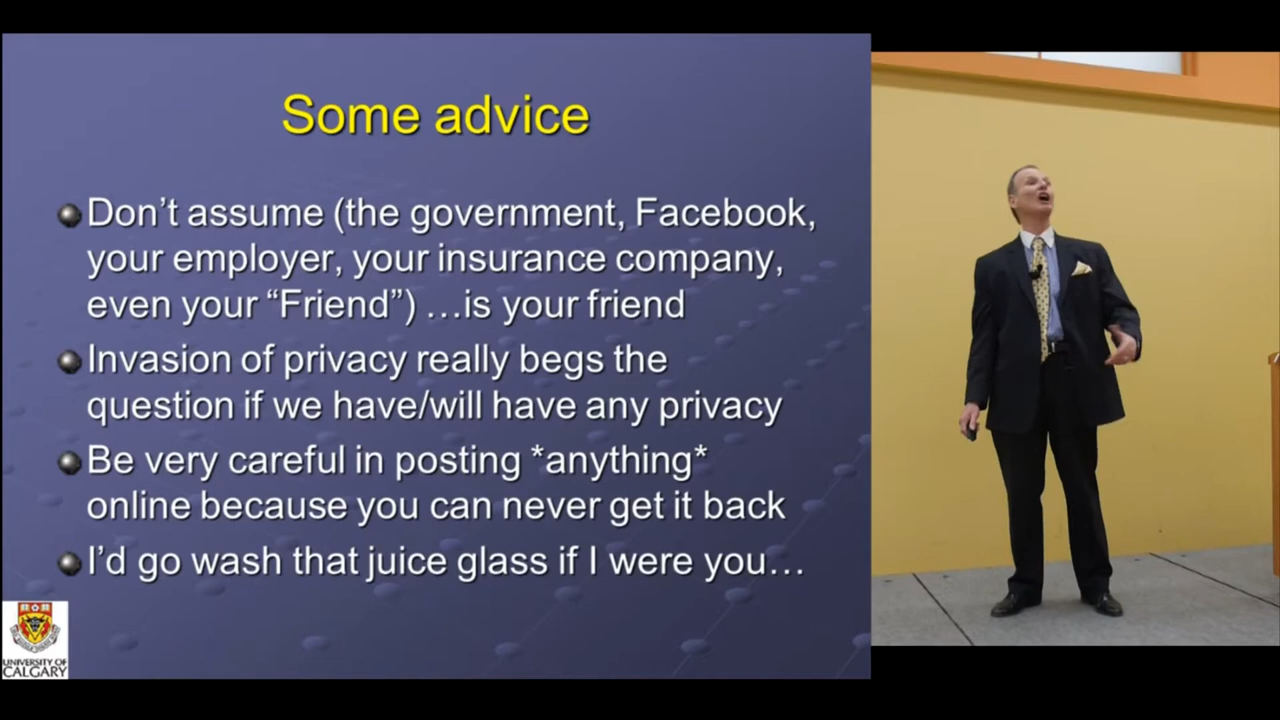 Some advice
Don’t assume (the government, Facebook,
your employer, your insurance company,
even your “Friend”) …is your friend
Invasion of privacy really begs the
question if we have/will have any privacy
Be very careful in posting *anything*
online because you can never get it back
I’d go wash that juice glass if I were you…
UNIVERSITY OF
CALGARY